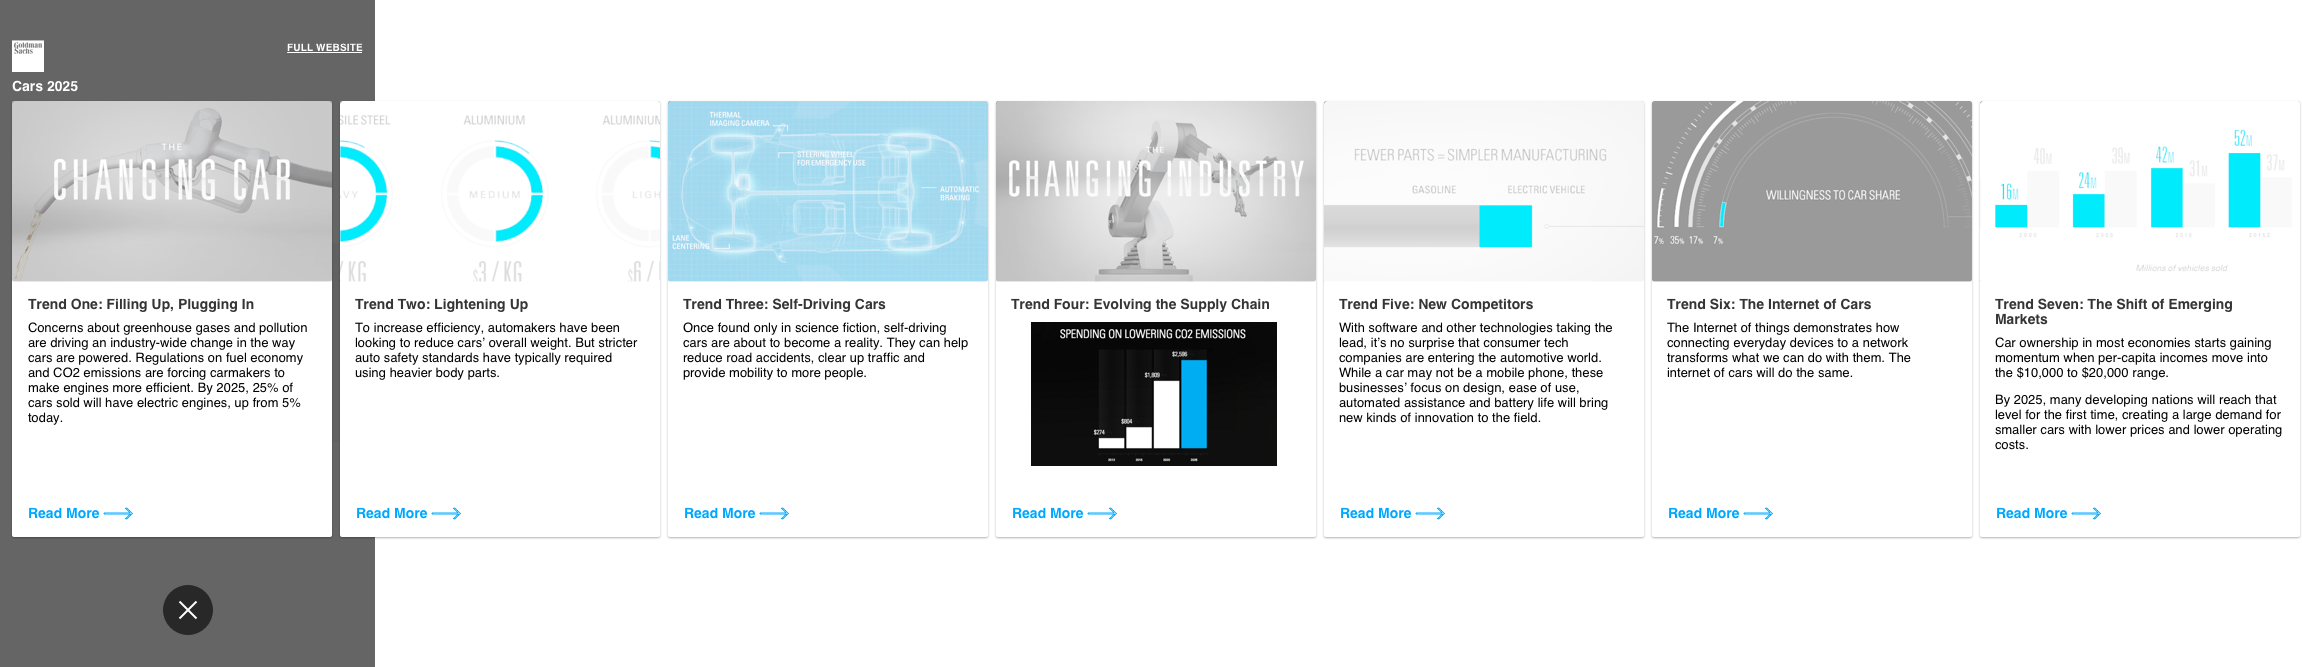 Goldman
Sachs
FULL WEBSITE
Cars 2025
THE
CHANGING CAR
Trend One: Filling Up, Plugging In
Concerns about greenhouse gases and pollution
are driving an industry-wide change in the way
cars are powered. Regulations on fuel economy
and CO2 emissions are forcing carmakers to
make engines more efficient. By 2025, 25% of
cars sold will have electric engines, up from 5%
today.
Read More
SILE STEEL
ALUMINIUM
ALUMINIUM
VY
MEDIUM
LIGH
/ KG
$3 / KG
$6 / KG
Trend Two: Lightening Up
To increase efficiency, automakers have been
looking to reduce cars’ overall weight. But stricter
auto safety standards have typically required
using heavier body parts.
Read More
THERMAL
IMAGING CAMERA
STEERING WHEEL
FOR EMERGENCY USE
AUTOMATIC
BRAKING
LANE
CENTERING
Trend Three: Self-Driving Cars
Once found only in science fiction, self-driving
cars are about to become a reality. They can help
reduce road accidents, clear up traffic and
provide mobility to more people.
Read More
THE
CHANGING INDUSTRY
Trend Four: Evolving the Supply Chain
SPENDING ON LOWERING CO2 EMISSIONS
$274
$804
$1,809
$2,596
Read More
FEWER PARTS = SIMPLER MANUFACTURING
GASOLINE
ELECTRIC VEHICLE
Trend Five: New Competitors
With software and other technologies taking the
lead, it’s no surprise that consumer tech
companies are entering the automotive world.
While a car may not be a mobile phone, these
businesses’ focus on design, ease of use,
automated assistance and battery life will bring
new kinds of innovation to the field.
Read More
WILLINGNESS TO CAR SHARE
7% 35% 17% 7%
Trend Six: The Internet of Cars
The Internet of things demonstrates how
connecting everyday devices to a network
transforms what we can do with them. The
internet of cars will do the same.
Read More
16M
40M
24M
39M
42M
31M
52M
37M
Millions of vehicles sold
Trend Seven: The Shift of Emerging
Markets
Car ownership in most economies starts gaining
momentum when per-capita incomes move into
the $10,000 to $20,000 range.
By 2025, many developing nations will reach that
level for the first time, creating a large demand for
smaller cars with lower prices and lower operating
costs.
Read More